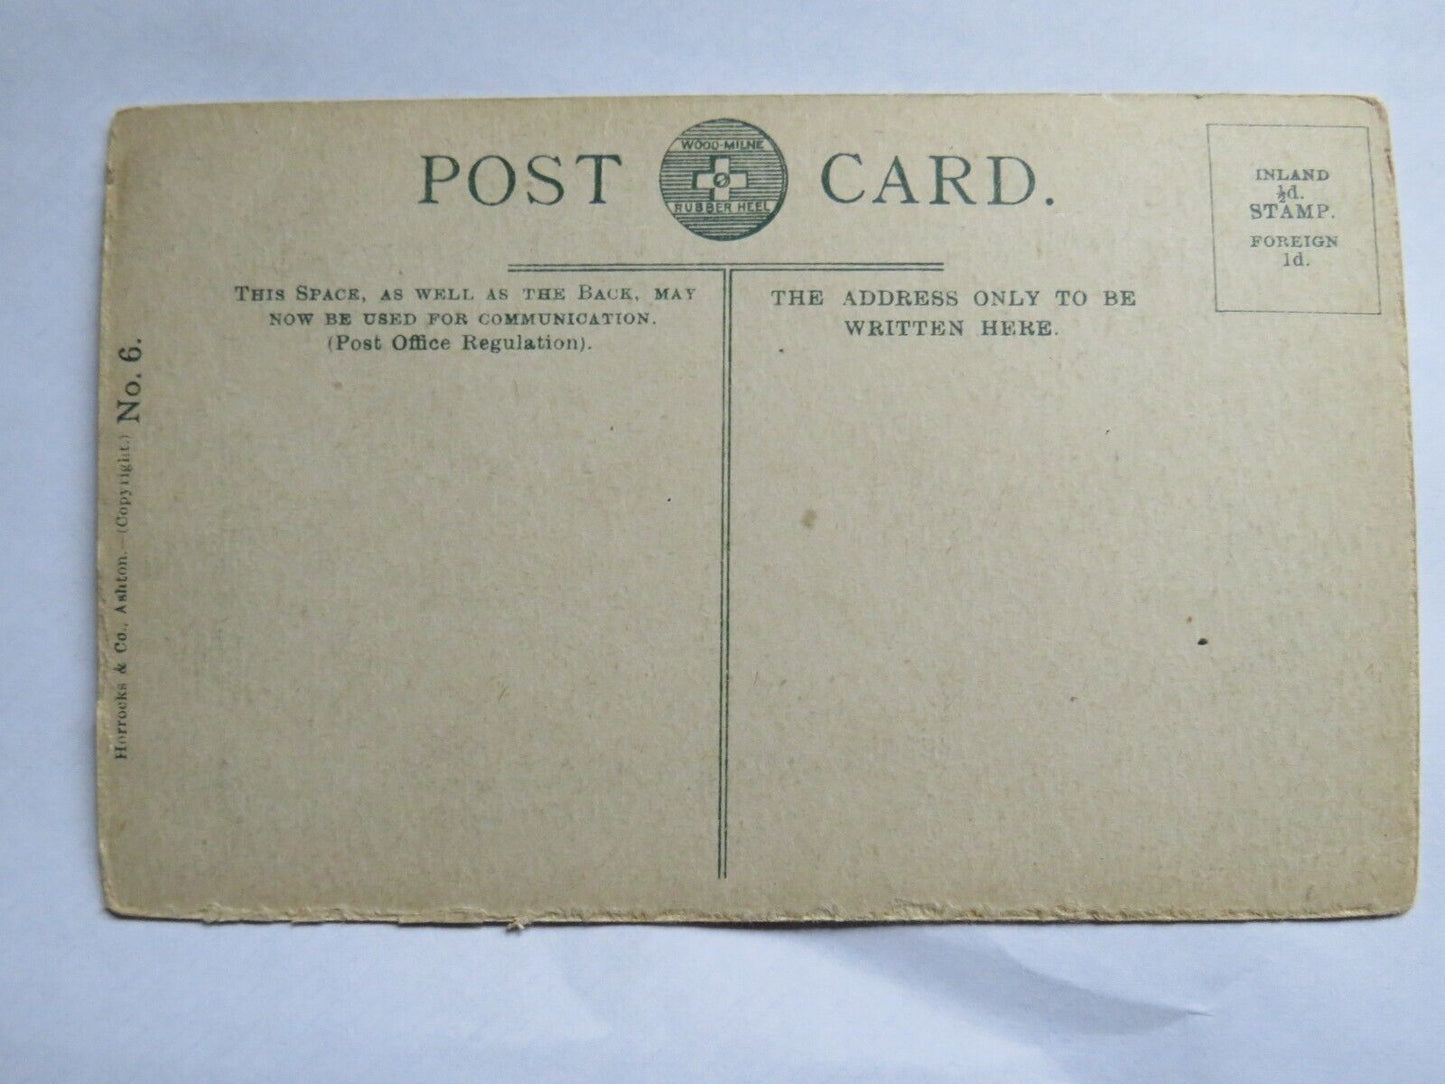 POST CARD.
WOOD-MILNE
RUBBER HEEL
INLAND
½d.
STAMP.
FOREIGN
1d.
THIS SPACE, AS WELL AS THE BACK, MAY
NOW BE USED FOR COMMUNICATION.
(Post Office Regulation).
THE ADDRESS ONLY TO BE
WRITTEN HERE.
Horrocks & Co., Ashton.—(Copyright.) No. 6.